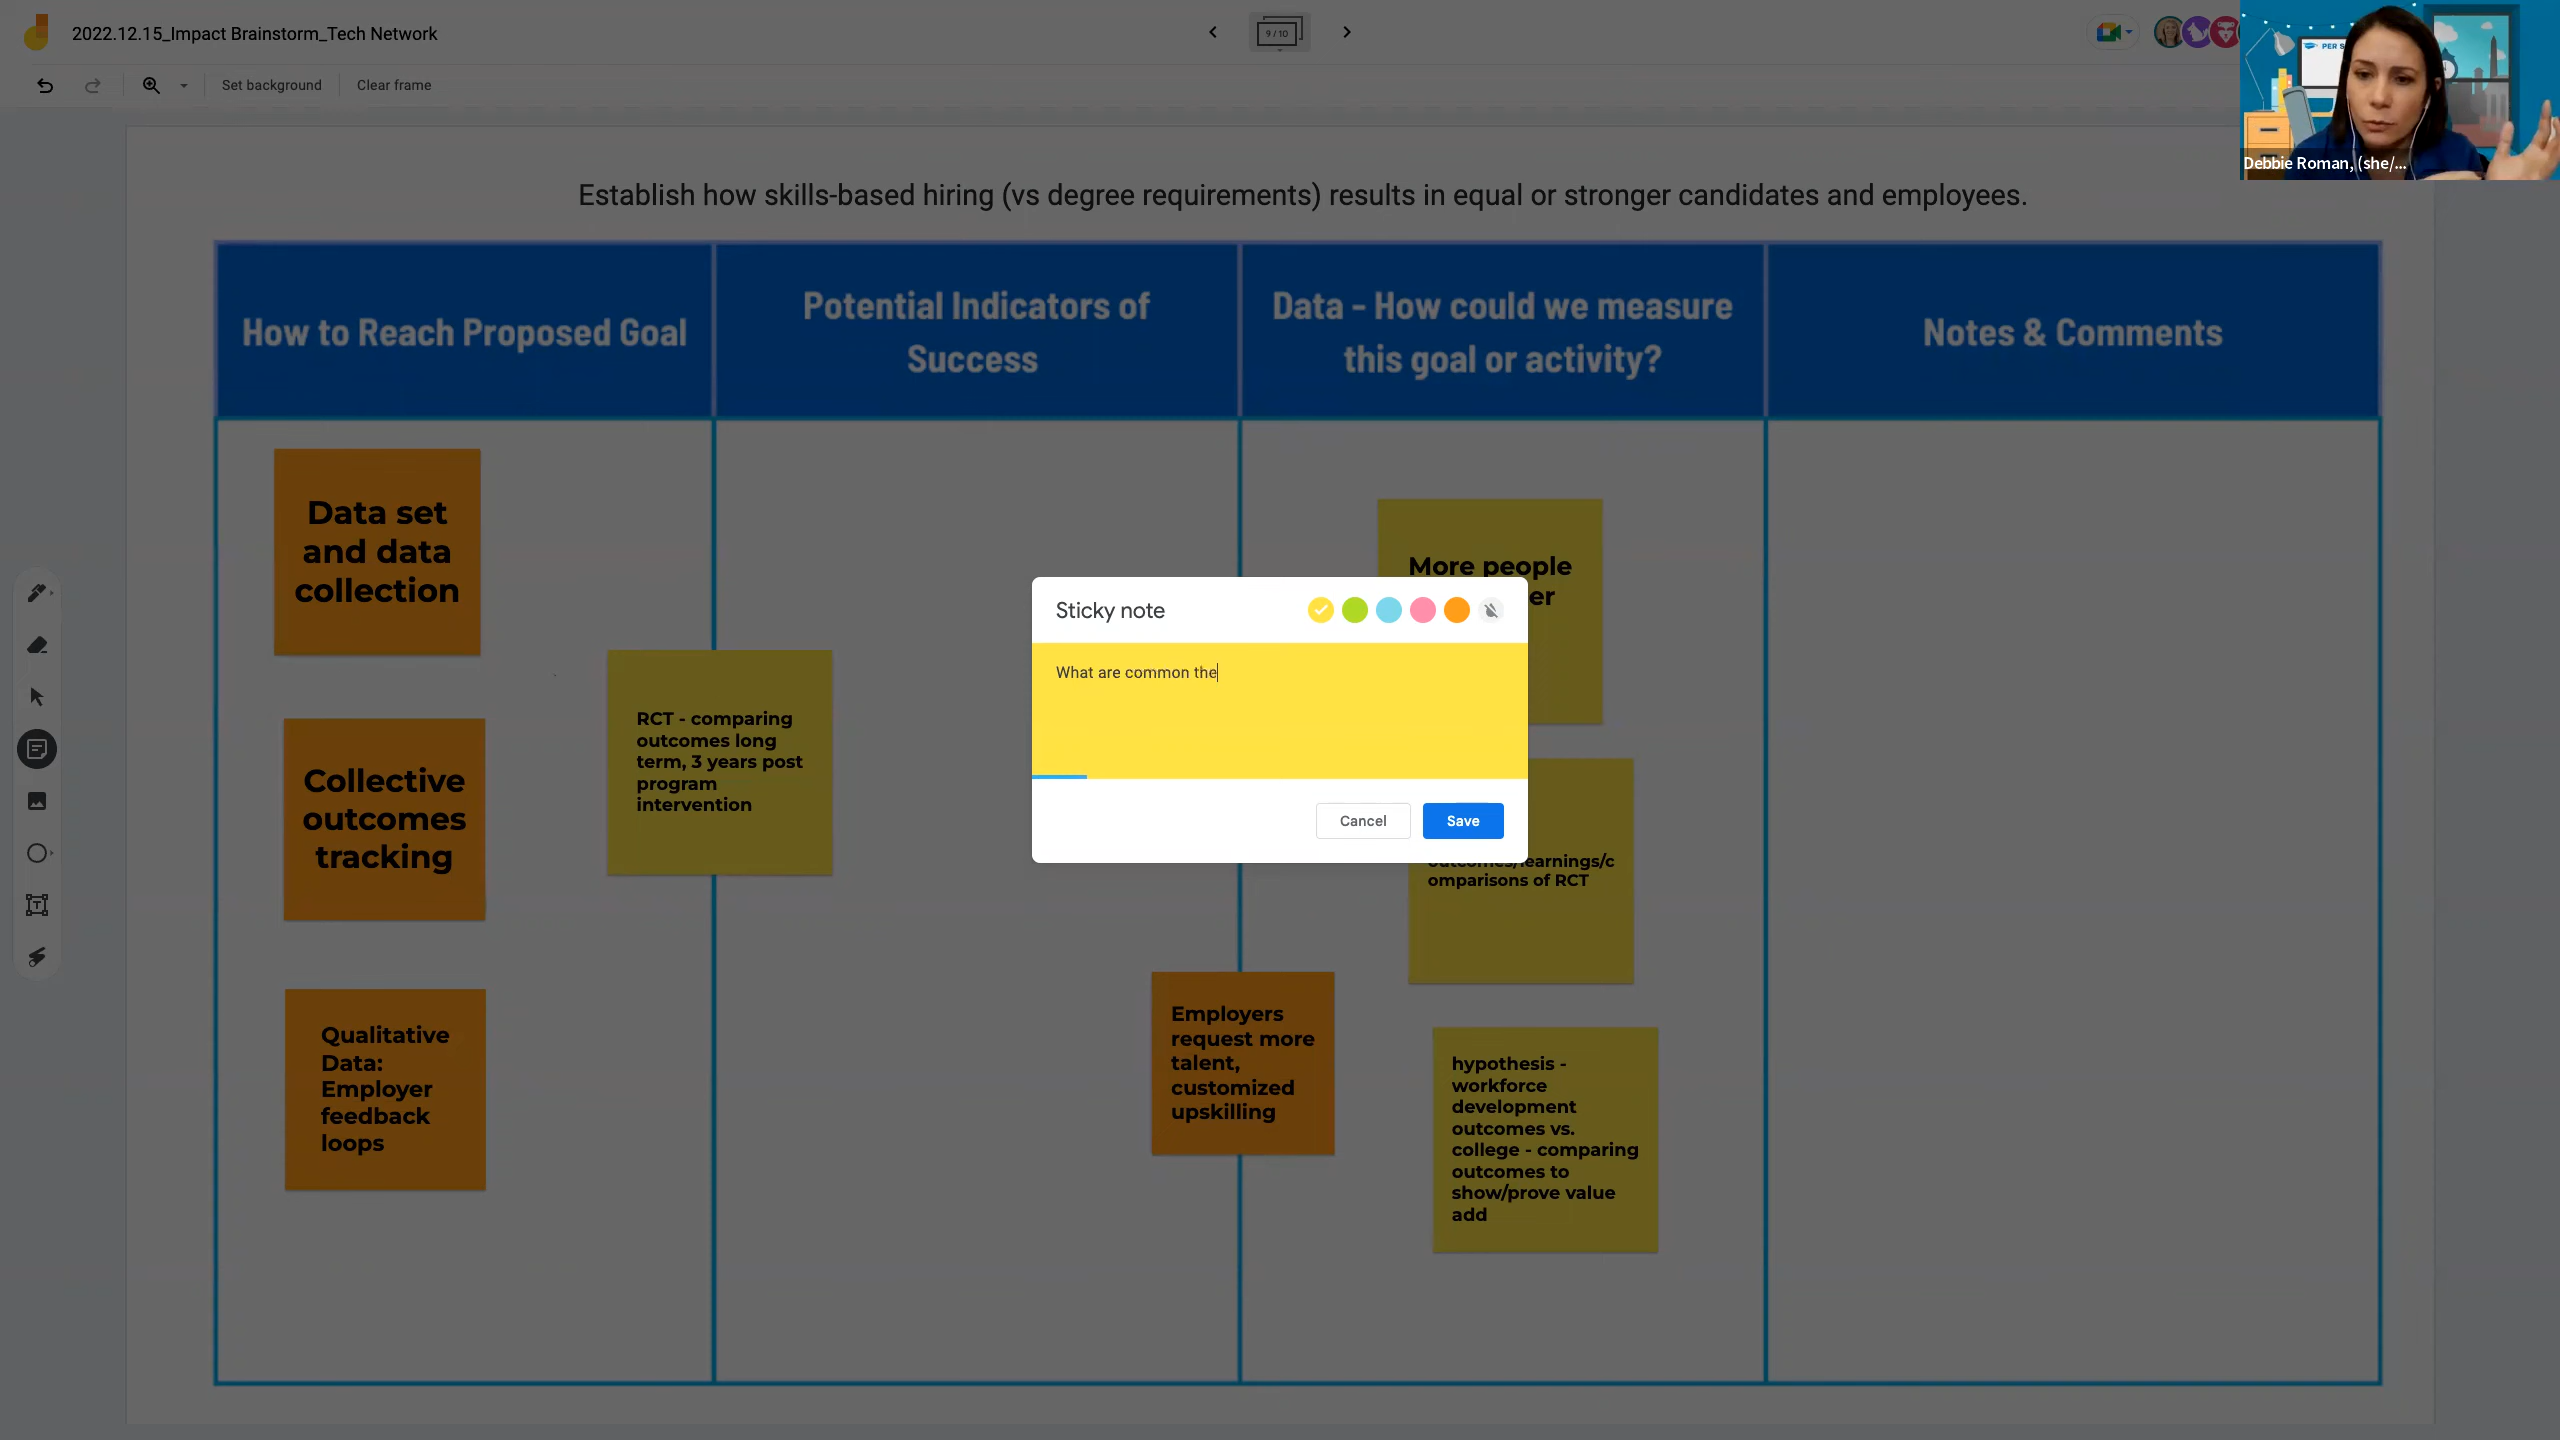 2022.12.15_Impact Brainstorm_Tech Network
9 / 10
Set background
Clear frame
PER S
Debbie Roman, (she/...
Establish how skills-based hiring (vs degree requirements) results in equal or stronger candidates and employees.
How to Reach Proposed Goal
Potential Indicators of
Success
Data - How could we measure
this goal or activity?
Notes & Comments
Data set
and data
collection
Collective
outcomes
tracking
Qualitative
Data:
Employer
feedback
loops
RCT - comparing
outcomes long
term, 3 years post
program
intervention
More people
er
Sticky note
What are common the
Cancel
Save
outcomes/learnings/c
omparisons of RCT
Employers
request more
talent,
customized
upskilling
hypothesis -
workforce
development
outcomes vs.
college - comparing
outcomes to
show/prove value
add